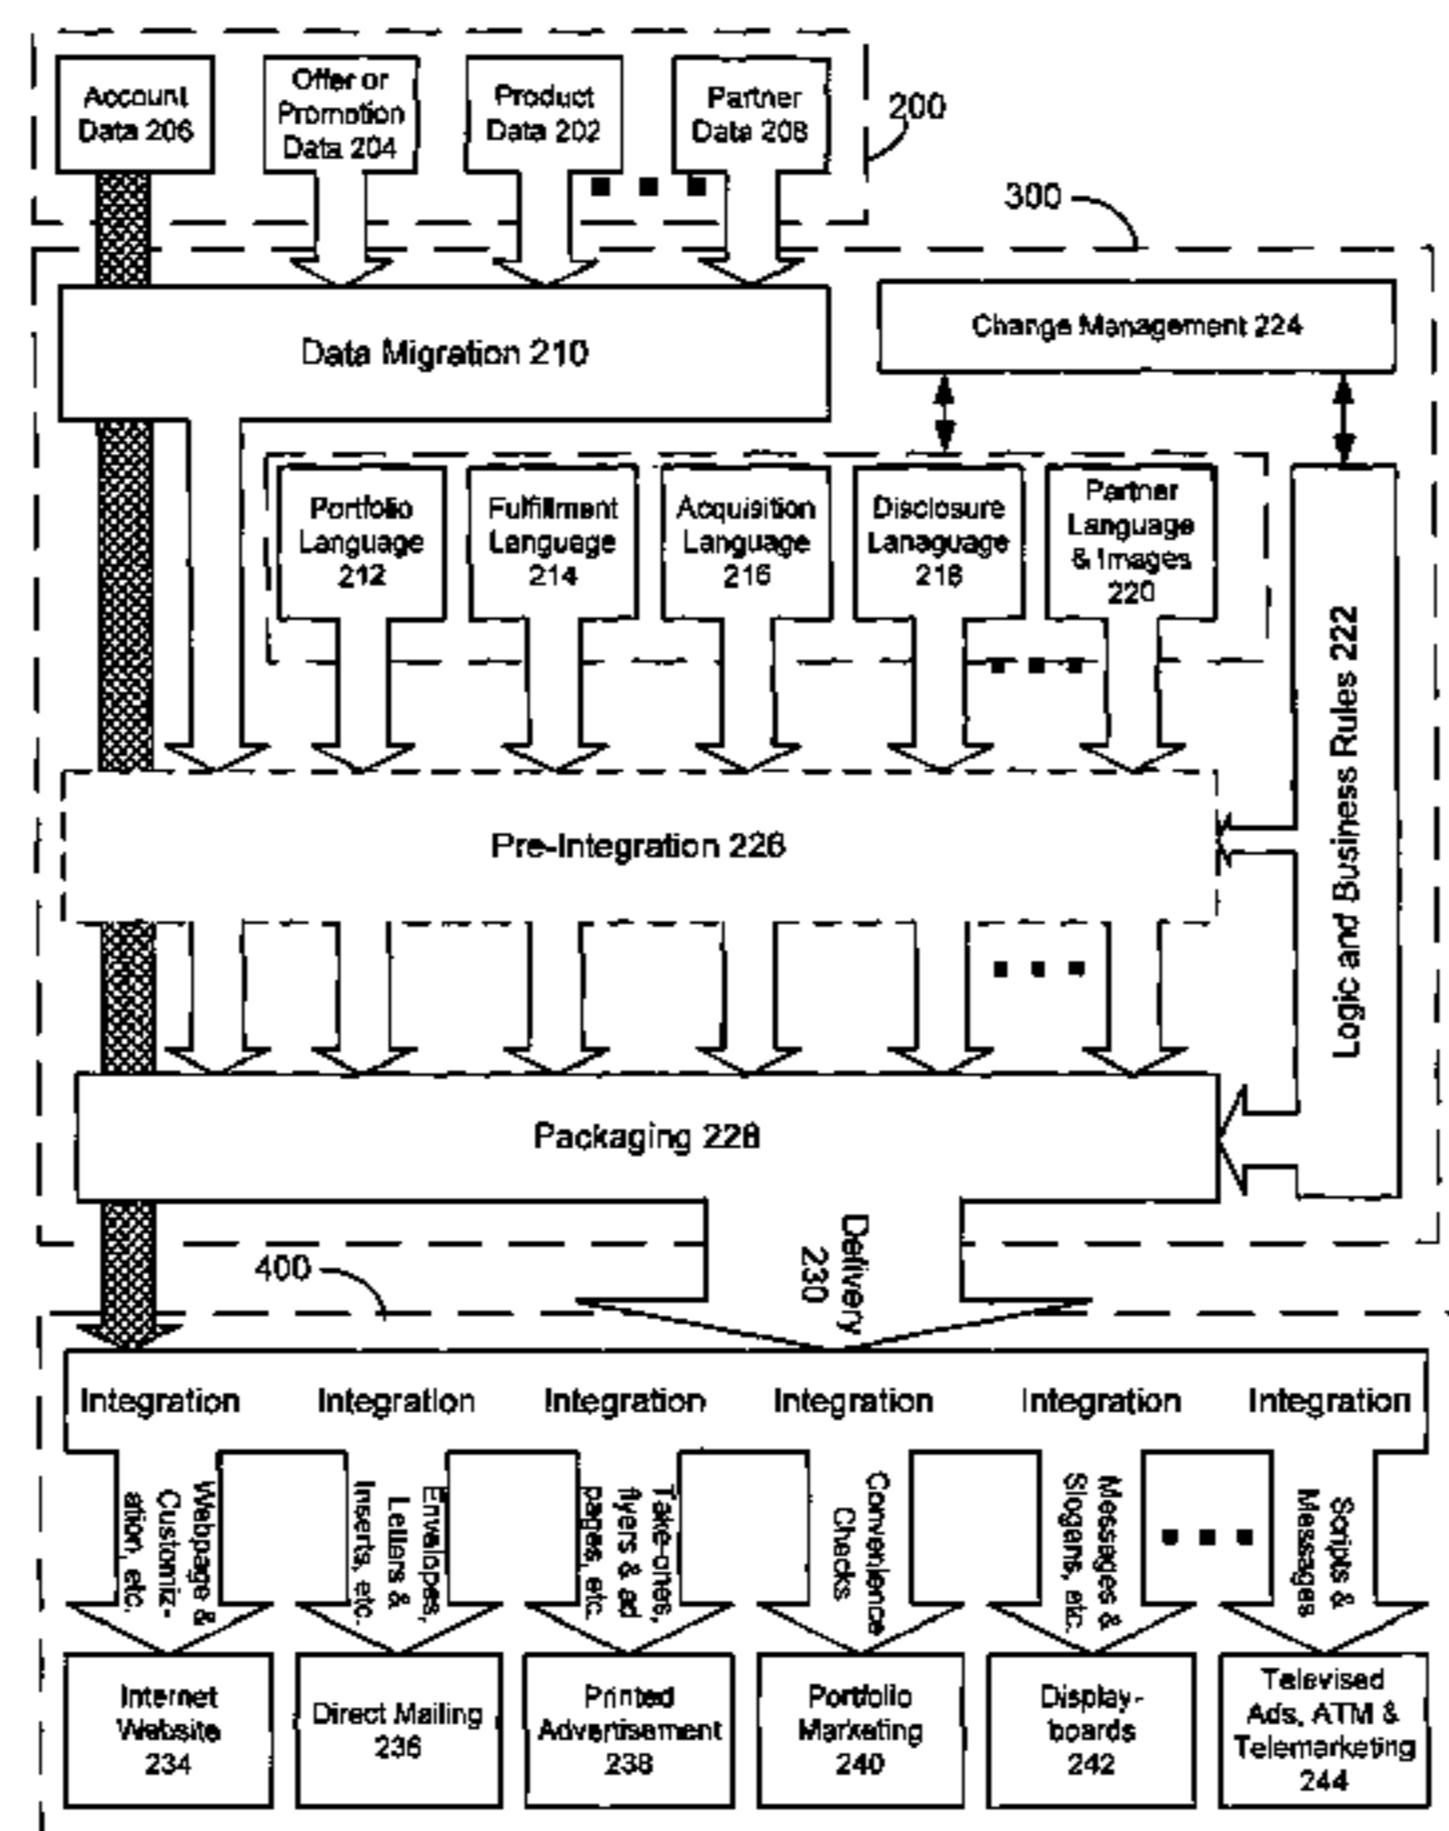 Account
Data 206
Offer or
Promotion
Data 204
Product
Data 202
Partner
Data 208
200
300
Data Migration 210
Change Management 224
Portfolio
Language
212
Fulfillment
Language
214
Acquisition
Language
216
Disclosure
Lanaguage
218
Partner
Language
& Images
220
Logic and Business Rules 222
Pre-Integration 226
Packaging 228
Delivery
230
400
Integration
Integration
Integration
Integration
Integration
Integration
Webpage &
Customiz-
ation, etc.
Envelopes,
Letters &
Inserts, etc.
Take-ones,
flyers & ad
pages, etc.
Convenience
Checks
Messages &
Slogans, etc.
Scripts &
Messages
Internet
Website
234
Direct Mailing
236
Printed
Advertisement
238
Portfolio
Marketing
240
Display-
boards
242
Televised
Ads, ATM &
Telemarketing
244